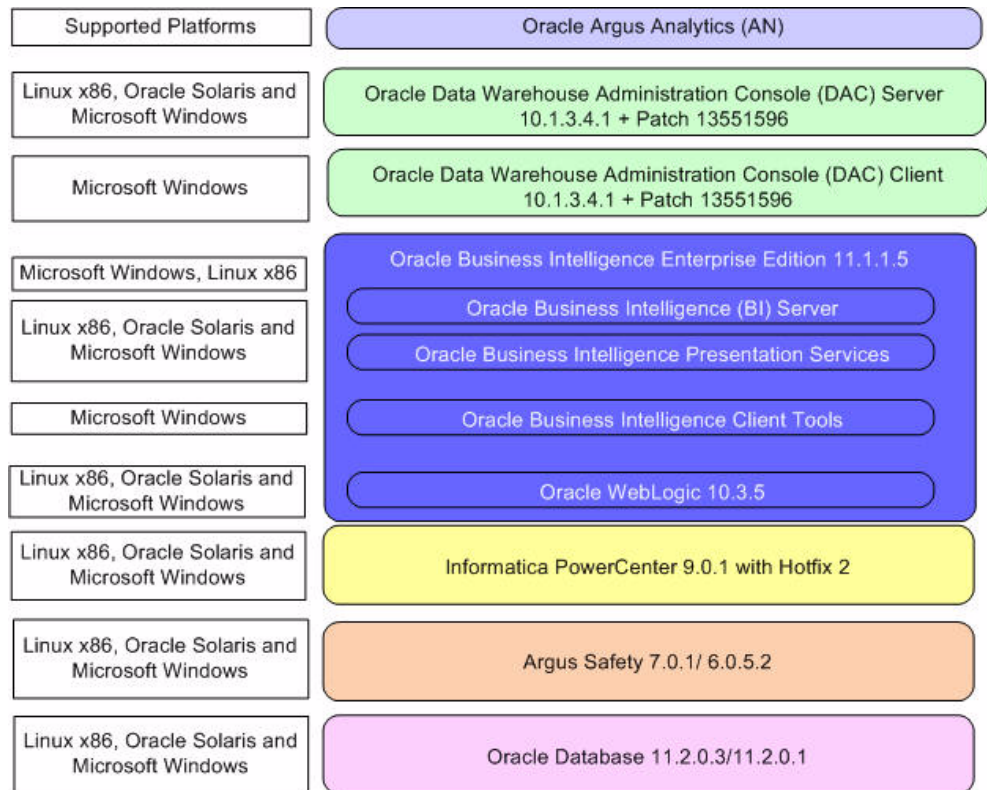 Supported Platforms
Oracle Argus Analytics (AN)
Linux x86, Oracle Solaris and
Microsoft Windows
Oracle Data Warehouse Administration Console (DAC) Server
10.1.3.4.1 + Patch 13551596
Microsoft Windows
Oracle Data Warehouse Administration Console (DAC) Client
10.1.3.4.1 + Patch 13551596
Microsoft Windows, Linux x86
Oracle Business Intelligence Enterprise Edition 11.1.1.5
Linux x86, Oracle Solaris and
Microsoft Windows
Oracle Business Intelligence (BI) Server
Oracle Business Intelligence Presentation Services
Microsoft Windows
Oracle Business Intelligence Client Tools
Linux x86, Oracle Solaris and
Microsoft Windows
Oracle WebLogic 10.3.5
Linux x86, Oracle Solaris and
Microsoft Windows
Informatica PowerCenter 9.0.1 with Hotfix 2
Linux x86, Oracle Solaris and
Microsoft Windows
Argus Safety 7.0.1/ 6.0.5.2
Linux x86, Oracle Solaris and
Microsoft Windows
Oracle Database 11.2.0.3/11.2.0.1